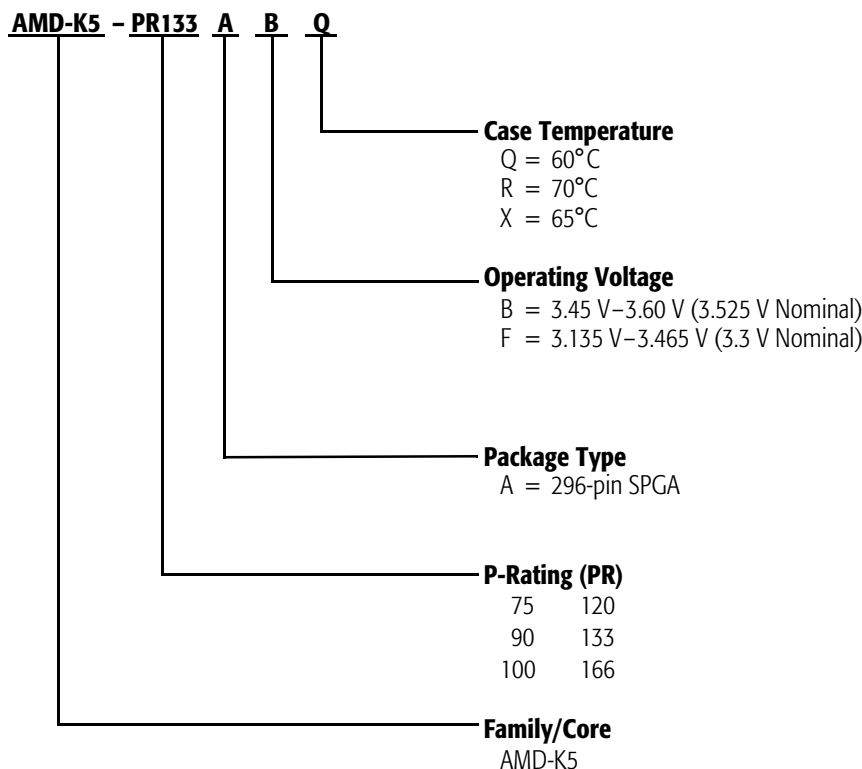 AMD-K5 – PR133 A B Q
Case Temperature
Q = 60°C
R = 70°C
X = 65°C
Operating Voltage
B = 3.45 V–3.60 V (3.525 V Nominal)
F = 3.135 V–3.465 V (3.3 V Nominal)
Package Type
A = 296-pin SPGA
P-Rating (PR)
75 120
90 133
100 166
Family/Core
AMD-K5